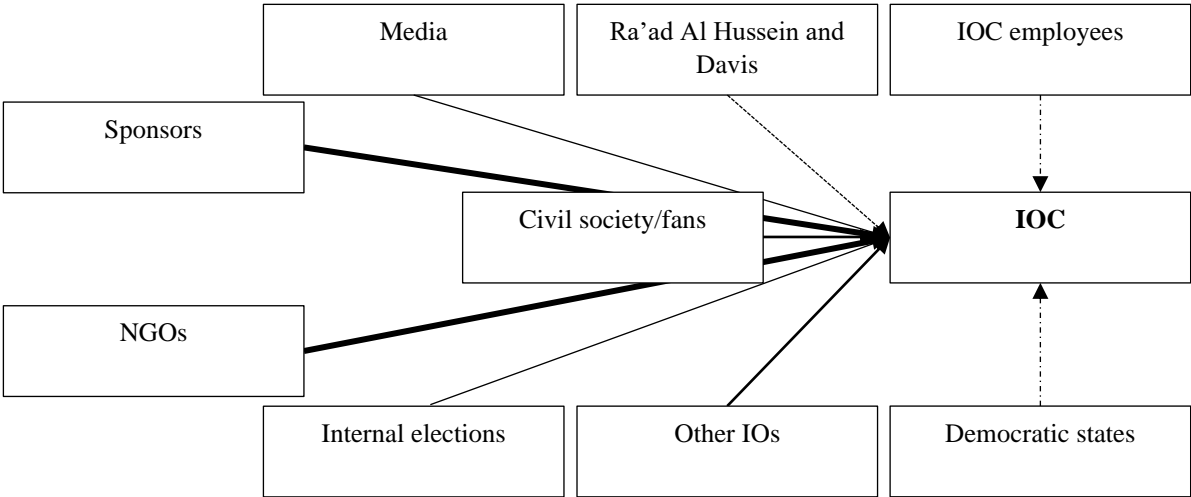 Media
Ra’ad Al Hussein and
Davis
IOC employees
Sponsors
Civil society/fans
IOC
NGOs
Internal elections
Other IOs
Democratic states